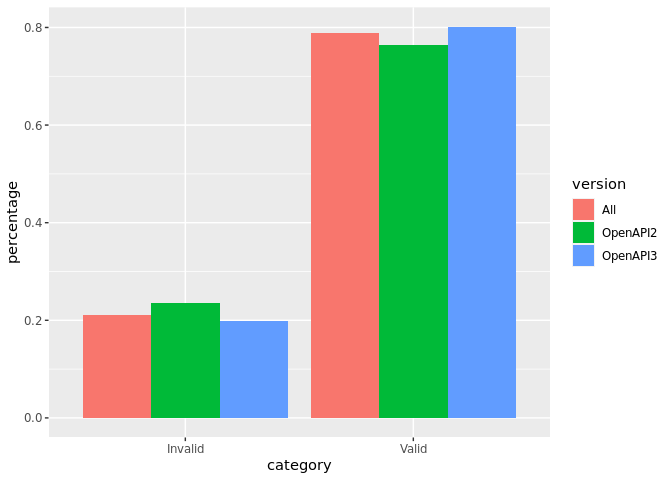 0.8
0.6
0.4
0.2
0.0
percentage
Invalid
Valid
category
version
All
OpenAPI2
OpenAPI3